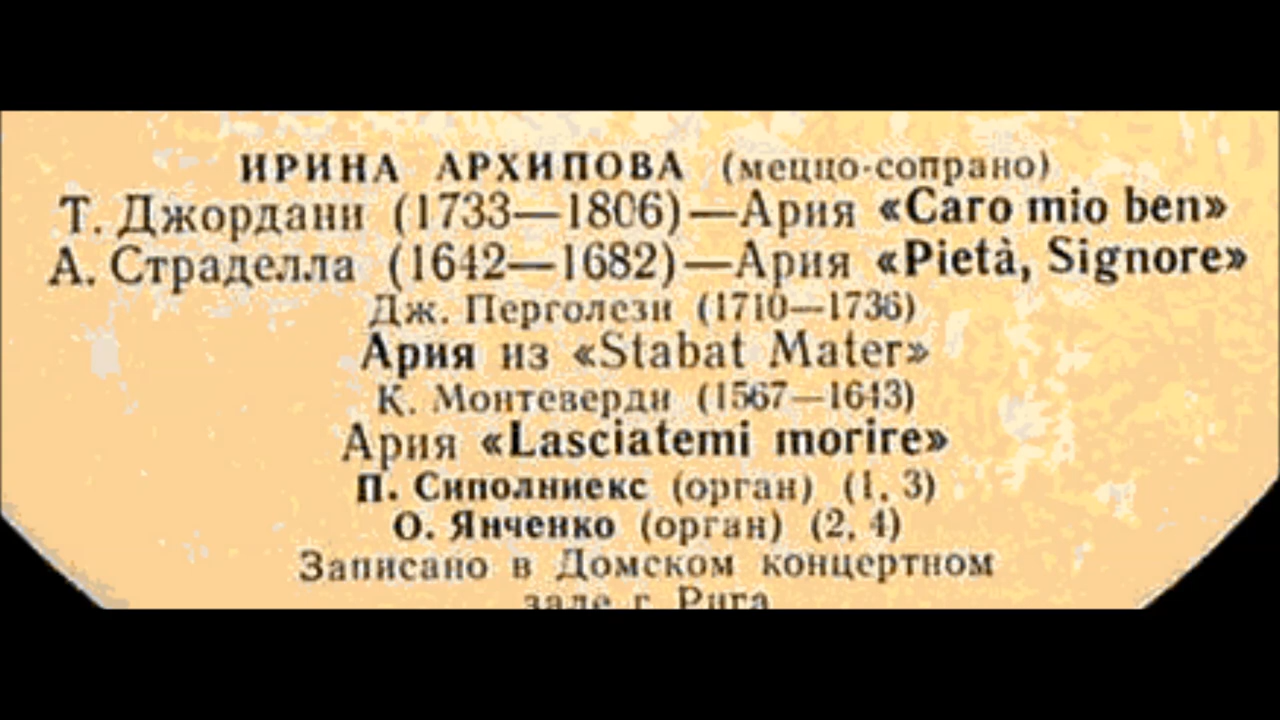 ИРИНА АРХИПОВА (меццо-сопрано)
Т. Джордани (1733—1806)—Ария «Caro mio ben»
А. Страделла (1642—1682)—Ария «Pietà, Signore»
Дж. Перголези (1710—1736)
Ария из «Stabat Mater»
К. Монтеверди (1567—1643)
Ария «Lasciatemi morire»
П. Сиполниекс (орган) (1, 3)
О. Янченко (орган) (2, 4)
Записано в Домском концертном
зале г. Рига